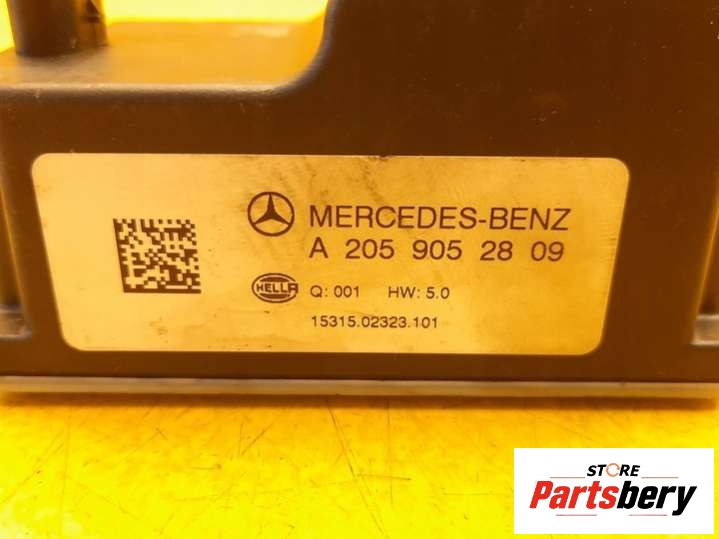 MERCEDES-BENZ
A 205 905 28 09
HELLA
Q: 001 HW: 5.0
15315.02323.101
STORE
Partsbery